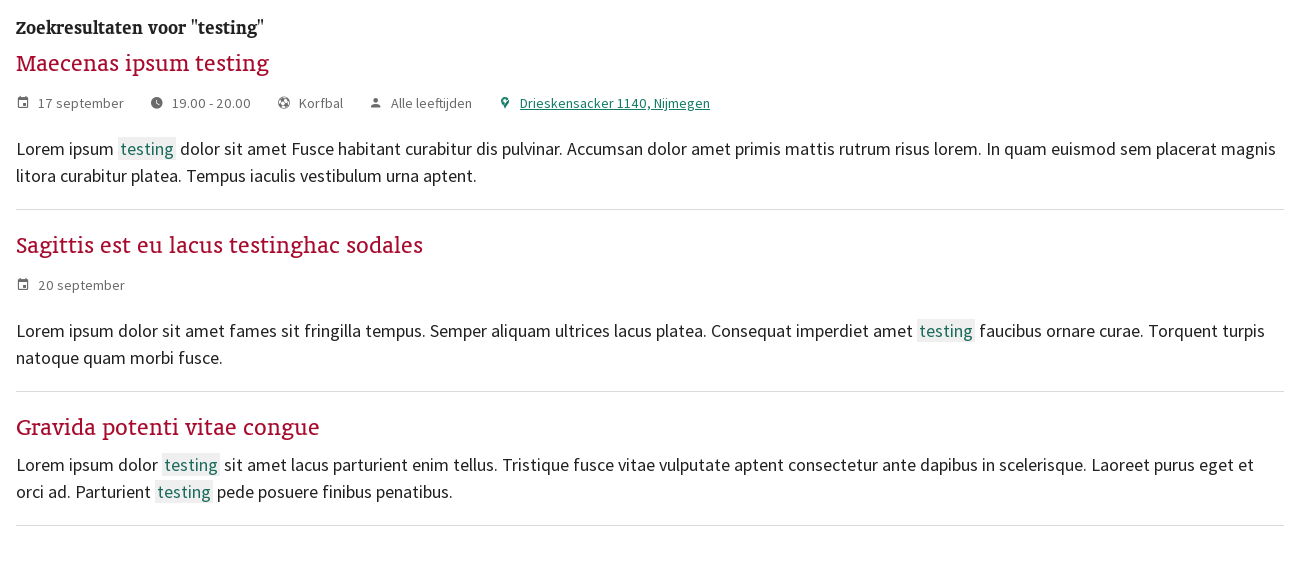 Zoekresultaten voor "testing"
Maecenas ipsum testing
17 september 19.00 - 20.00 Korfbal Alle leeftijden Drieskensacker 1140, Nijmegen
Lorem ipsum testing dolor sit amet Fusce habitant curabitur dis pulvinar. Accumsan dolor amet primis mattis rutrum risus lorem. In quam euismod sem placerat magnis
litora curabitur platea. Tempus iaculis vestibulum urna aptent.
Sagittis est eu lacus testinghac sodales
20 september
Lorem ipsum dolor sit amet fames sit fringilla tempus. Semper aliquam ultrices lacus platea. Consequat imperdiet amet testing faucibus ornare curae. Torquent turpis
natoque quam morbi fusce.
Gravida potenti vitae congue
Lorem ipsum dolor testing sit amet lacus parturient enim tellus. Tristique fusce vitae vulputate aptent consectetur ante dapibus in scelerisque. Laoreet purus eget et
orci ad. Parturient testing pede posuere finibus penatibus.